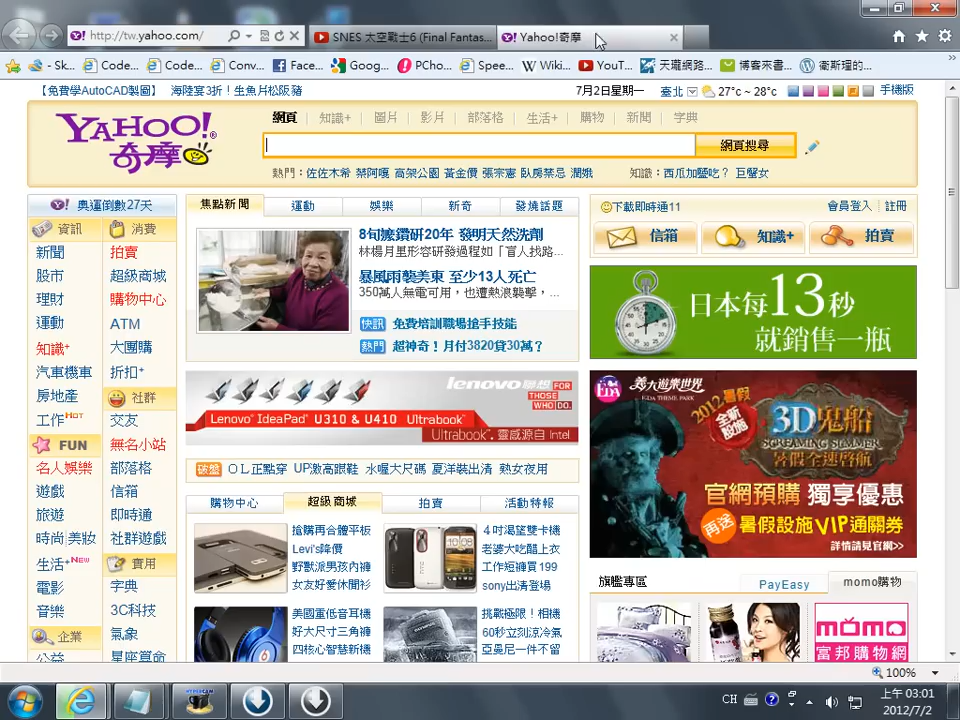 http://tw.yahoo.com/
SNES 太空戰士6 (Final Fantas...
Yahoo!奇摩
Sk...
Code...
Code...
Conv...
Face...
Goog...
PCho...
Spee...
Wiki...
YouT...
天瓏網路...
博客來書...
衛斯理的...
【免費學AutoCAD製圖】 海陸宴3折！生魚片松阪豬
7月2日星期一
臺北
27°c ~ 28°c
手機版
YAHOO!
奇摩
網頁 知識+ 圖片 影片 部落格 生活+ 購物 新聞 字典
網頁搜尋
熱門：佐佐木希 禁阿嗄 高架公園 黃金價 張宗憲 臥房禁忌 潤娥
知識：西瓜加鹽吃？ 巨蟹女
奧運倒數27天
資訊
新聞
股市
理財
運動
知識+
汽車機車
房地產
工作HOT
FUN
名人娛樂
遊戲
旅遊
時尚|美妝
生活+NEW
電影
音樂
企業
公益
消費
拍賣
超級商城
購物中心
ATM
大團購
折扣+
社群
交友
無名小站
部落格
信箱
即時通
社群遊戲
實用
字典
3C科技
氣象
星座算命
焦點新聞 運動 娛樂 新奇 發燒話題
8旬嬤鑽研20年 發明天然洗劑
林楊月里形容研發過程如「盲人找路...
暴風雨襲美東 至少13人死亡
350萬人無電可用，也遭熱浪襲擊，...
快訊 免費培訓職場搶手技能
熱門 超神奇！月付3820貸30萬？
lenovo 聯想
FOR
THOSE
WHO DO.
Lenovo® IdeaPad® U310 & U410 Ultrabook™
Ultrabook™. 靈感源自 Intel
破盤 OL正點穿 UP激高跟鞋 水喔大尺碼 夏洋裝出清 熟女夜用
購物中心 超級商城 拍賣 活動特報
搶購再合體平板
Levi's降價
野獸派男孩內褲
女友好愛休閒衫
4吋渴望雙卡機
老婆大吃醋上衣
工作短褲買199
sony出清登場
美國重低音耳機
好大尺寸三角褲
四核心智慧新機
挑戰極限！相機
60秒立刻涼冷氣
亞曼尼一件不留
下載即時通11
會員登入 註冊
信箱
知識+
拍賣
日本每13秒
就銷售一瓶
EDA
義大遊樂世界
EDA THEME PARK
2012暑假
全新設施
3D鬼船
SCREAMING SUMMER
暑假全速啟航
官網預購 獨享優惠
再送 暑假設施VIP通關券
詳情請見官網>>
旗艦專區
PayEasy
momo購物
momo
富邦購物網
100%
CH
上午 03:01
2012/7/2